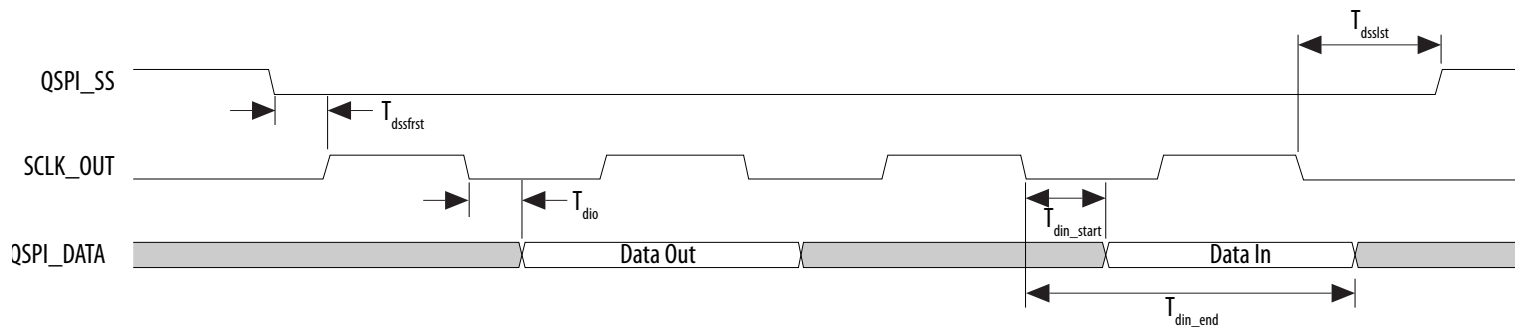 T_dsslst
QSPI_SS
T_dssfrst
SCLK_OUT
T_dio
T_din_start
QSPI_DATA Data Out Data In
T_din_end